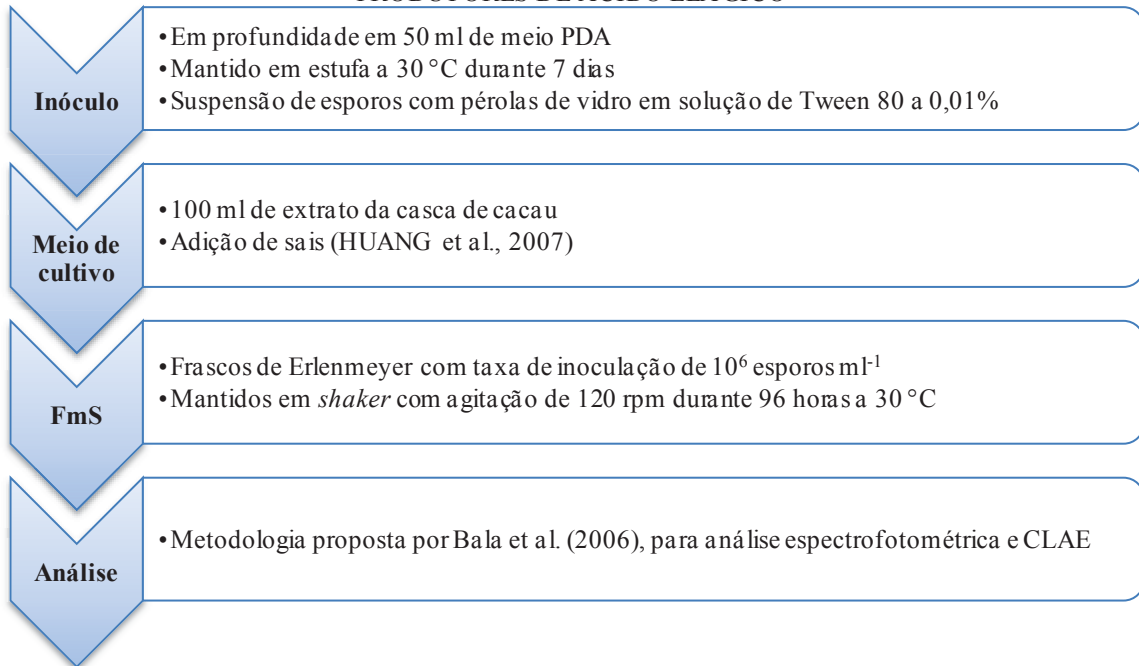 PRODUTORES DE ÁCIDO ELÁGICO
Inóculo
•Em profundidade em 50 ml de meio PDA
•Mantido em estufa a 30 °C durante 7 dias
•Suspensão de esporos com pérolas de vidro em solução de Tween 80 a 0,01%
Meio de
cultivo
•100 ml de extrato da casca de cacau
•Adição de sais (HUANG et al., 2007)
FmS
•Frascos de Erlenmeyer com taxa de inoculação de 10⁶ esporos ml⁻¹
•Mantidos em shaker com agitação de 120 rpm durante 96 horas a 30 °C
Análise
•Metodologia proposta por Bala et al. (2006), para análise espectrofotométrica e CLAE